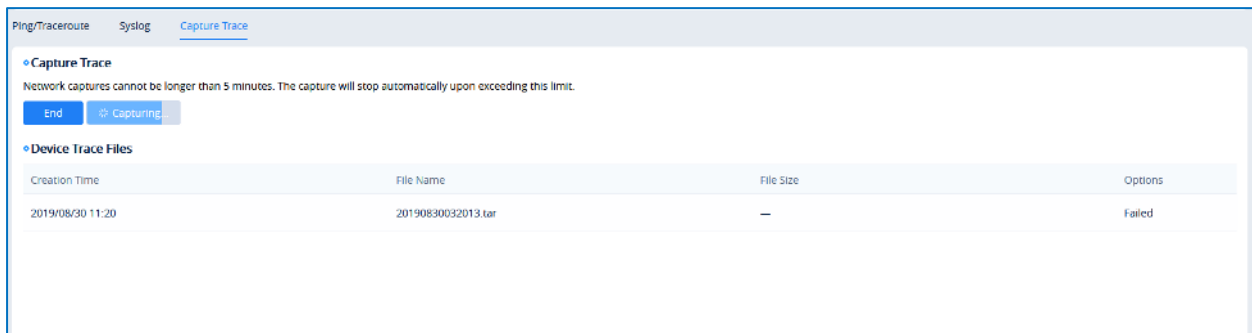 Ping/Traceroute Syslog Capture Trace
Capture Trace
Network captures cannot be longer than 5 minutes. The capture will stop automatically upon exceeding this limit.
End Capturing...
Device Trace Files
Creation Time File Name File Size Options
2019/08/30 11:20 20190830032013.tar — Failed